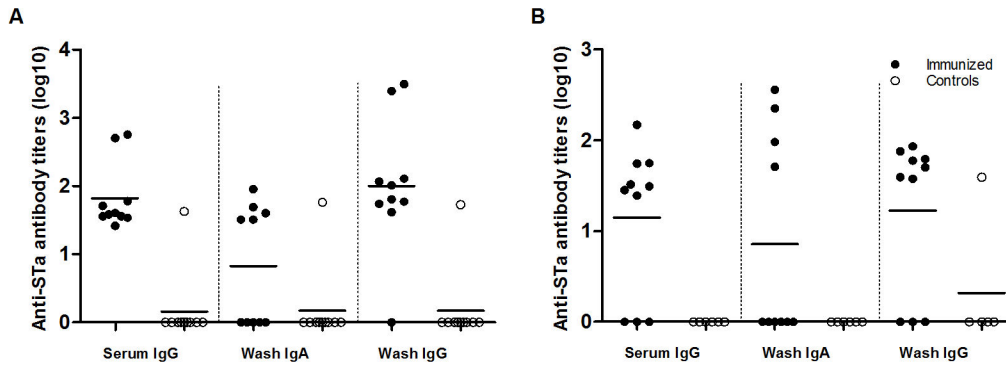 A
Anti-STa antibody titers (log10)
4
3
2
1
0
Serum IgG
Wash IgA
Wash IgG
B
Anti-STa antibody titers (log10)
3
2
1
0
Immunized
Controls
Serum IgG
Wash IgA
Wash IgG